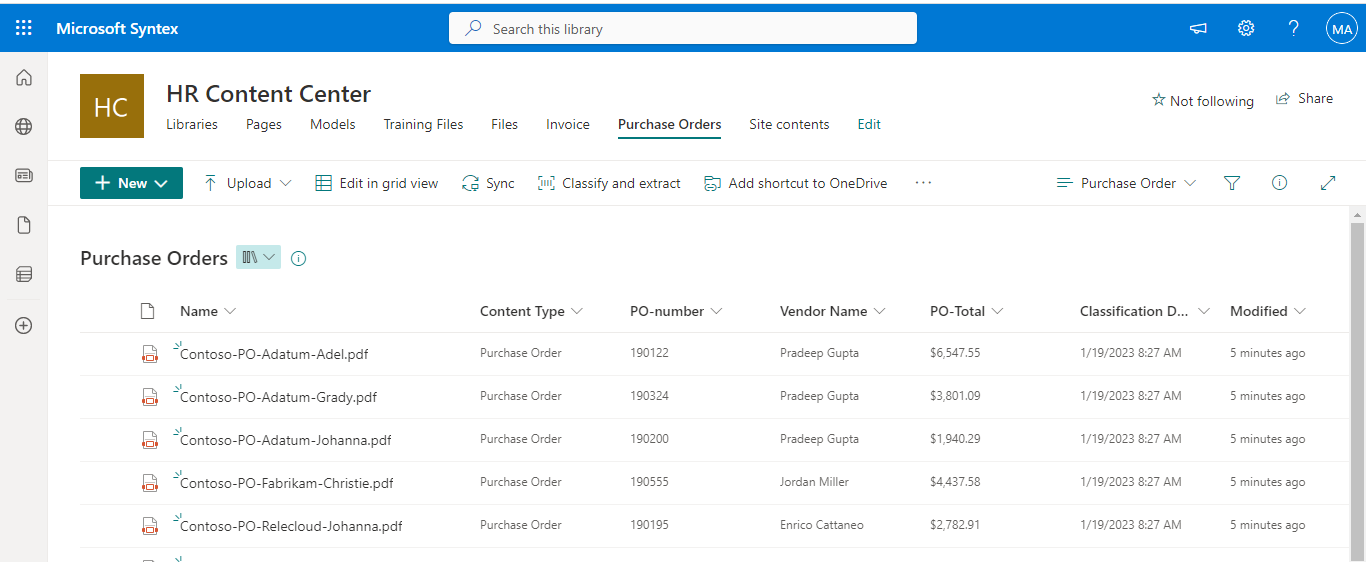 Microsoft Syntex
Search this library
MA
HC
HR Content Center
Not following
Share
Libraries Pages Models Training Files Files Invoice Purchase Orders Site contents Edit
+ New Upload Edit in grid view Sync Classify and extract Add shortcut to OneDrive ··· Purchase Order
Purchase Orders
Name Content Type PO-number Vendor Name PO-Total Classification D... Modified
Contoso-PO-Adatum-Adel.pdf Purchase Order 190122 Pradeep Gupta $6,547.55 1/19/2023 8:27 AM 5 minutes ago
Contoso-PO-Adatum-Grady.pdf Purchase Order 190324 Pradeep Gupta $3,801.09 1/19/2023 8:27 AM 5 minutes ago
Contoso-PO-Adatum-Johanna.pdf Purchase Order 190200 Pradeep Gupta $1,940.29 1/19/2023 8:27 AM 5 minutes ago
Contoso-PO-Fabrikam-Christie.pdf Purchase Order 190555 Jordan Miller $4,437.58 1/19/2023 8:27 AM 5 minutes ago
Contoso-PO-Relecloud-Johanna.pdf Purchase Order 190195 Enrico Cattaneo $2,782.91 1/19/2023 8:27 AM 5 minutes ago